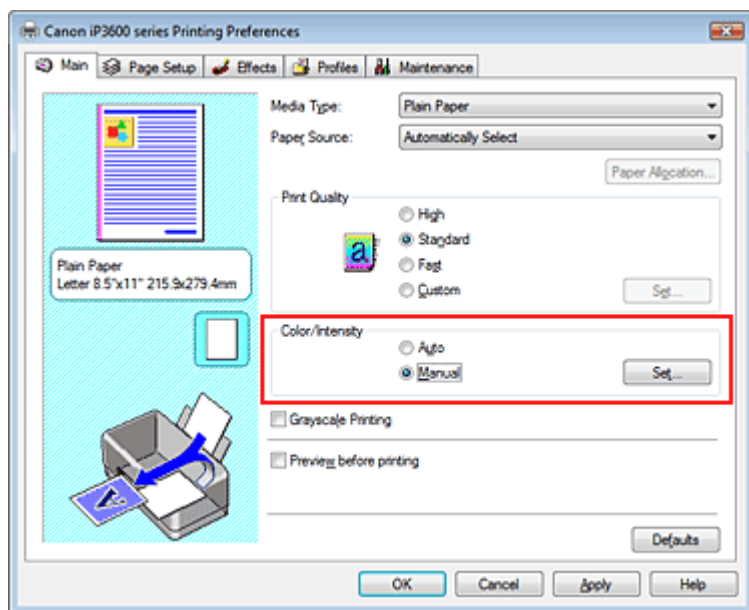 Canon iP3600 series Printing Preferences
Main Page Setup Effects Profiles Maintenance
Media Type: Plain Paper
Paper Source: Automatically Select
Paper Allocation...
Print Quality
High
a Standard
Fast
Custom Set...
Plain Paper
Letter 8.5"x11" 215.9x279.4mm
Color/Intensity
Auto
Manual Set...
Grayscale Printing
Preview before printing
A
Defaults
OK Cancel Apply Help